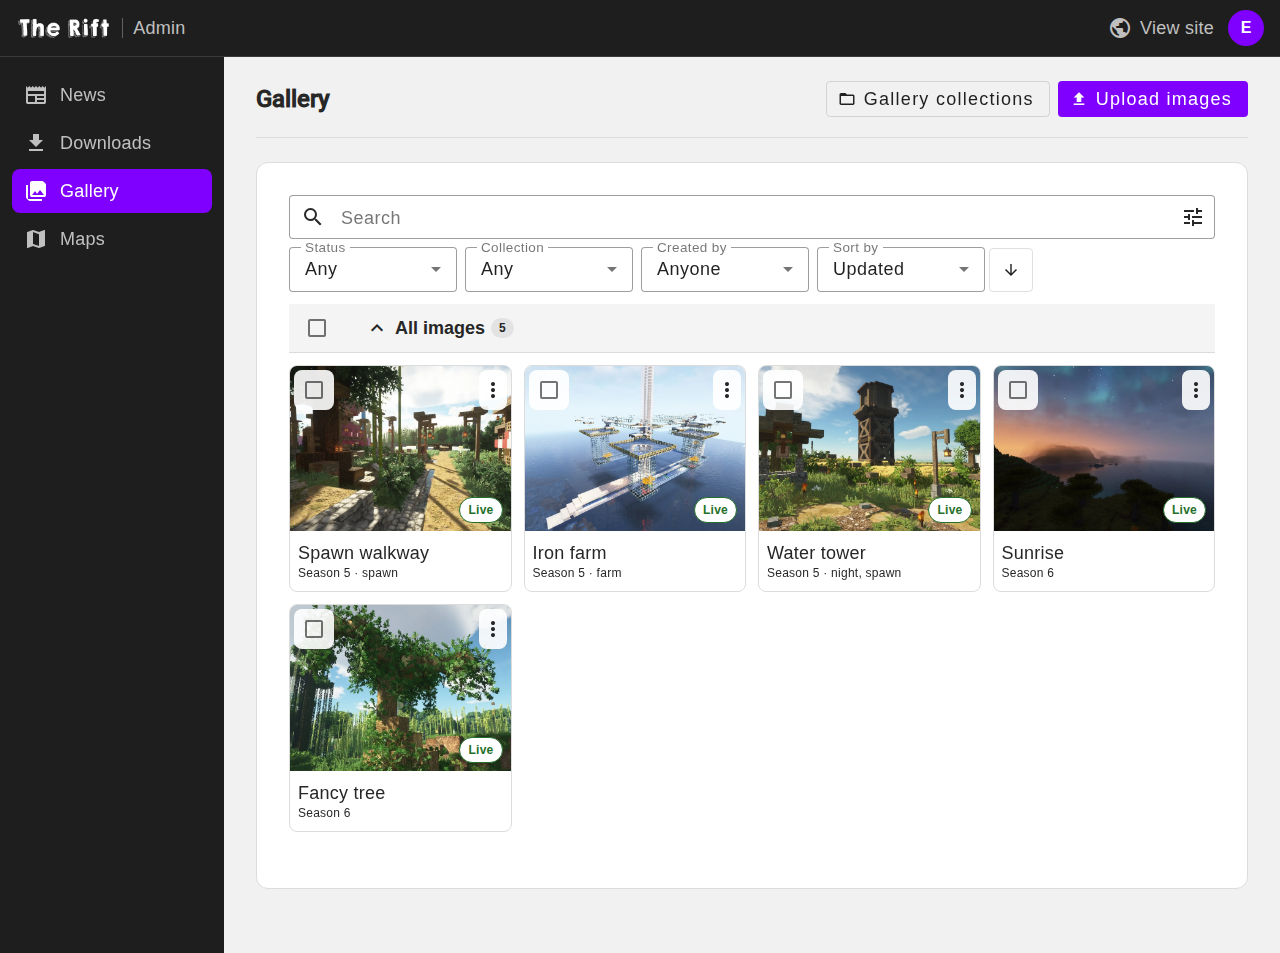 The Rift Admin
View site E
News
Downloads
Gallery
Maps
Gallery
Gallery collections
Upload images
Search
Status Collection Created by Sort by
Any Any Anyone Updated
All images 5
Live Live Live Live
Spawn walkway
Season 5 · spawn
Iron farm
Season 5 · farm
Water tower
Season 5 · night, spawn
Sunrise
Season 6
Live
Fancy tree
Season 6